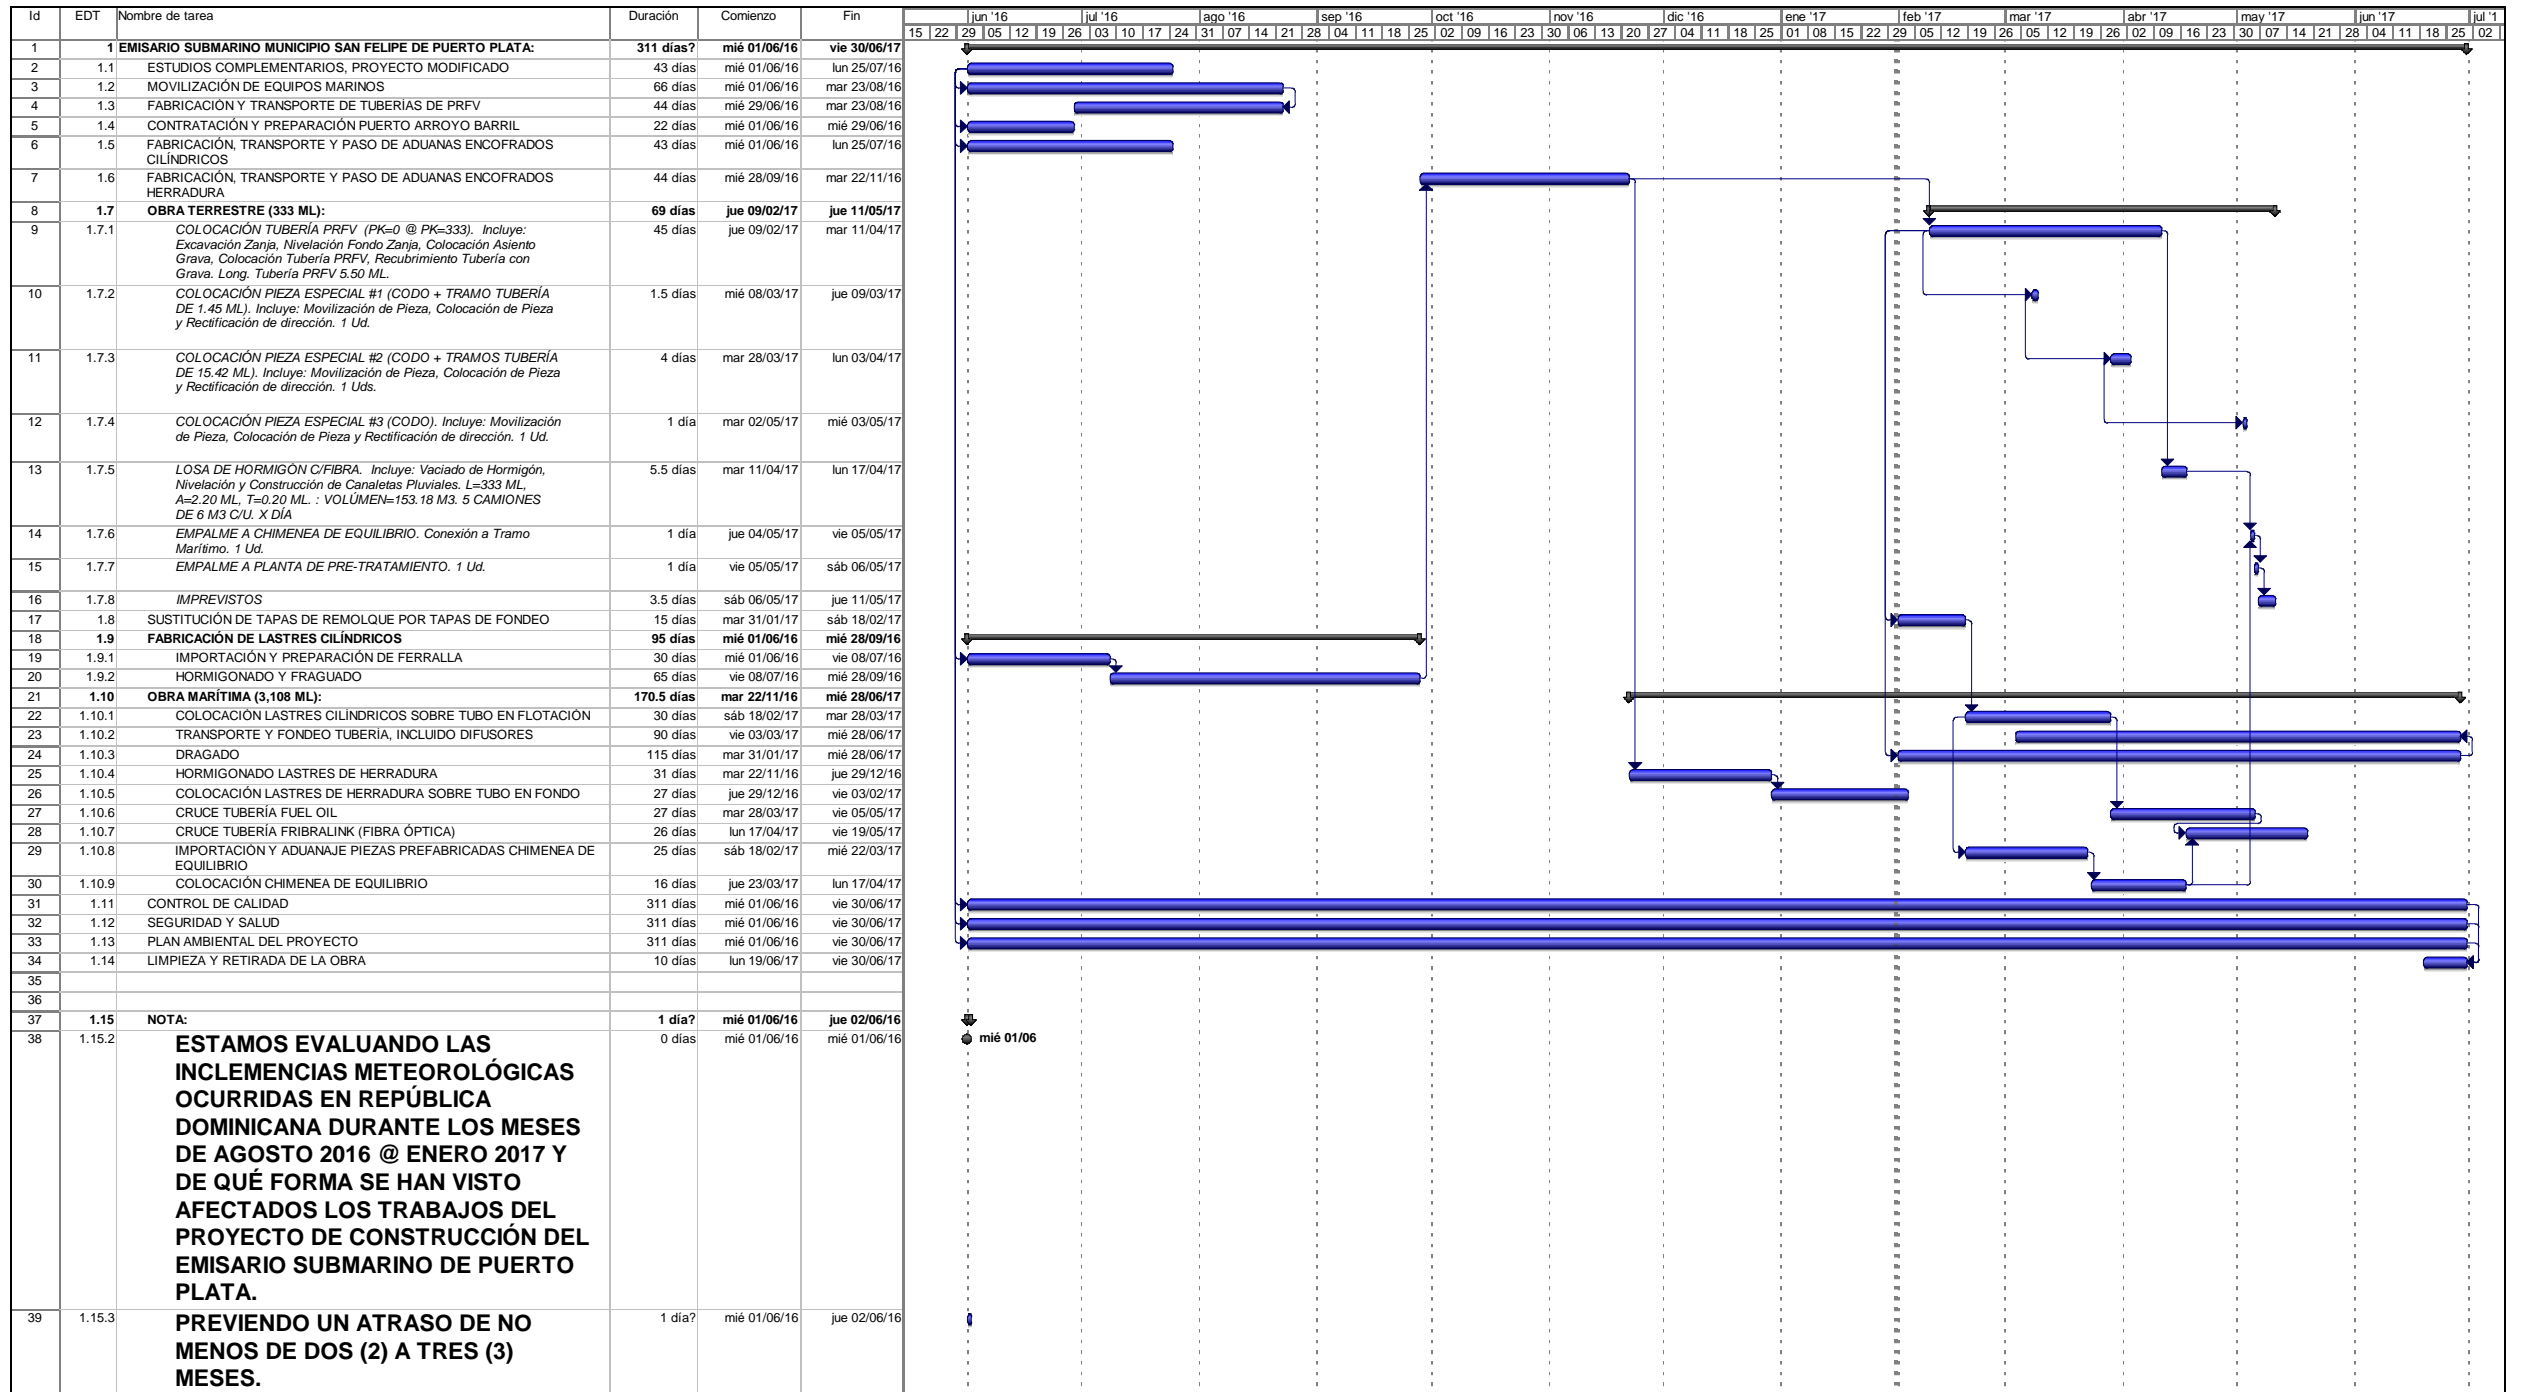 Id EDT Nombre de tarea Duración Comienzo Fin
jun '16 jul '16 ago '16 sep '16 oct '16 nov '16 dic '16 ene '17 feb '17 mar '17 abr '17 may '17 jun '17 jul '1
15 22 29 05 12 19 26 03 10 17 24 31 07 14 21 28 04 11 18 25 02 09 16 23 30 06 13 20 27 04 11 18 25 01 08 15 22 29 05 12 19 26 05 12 19 26 02 09 16 23 30 07 14 21 28 04 11 18 25 02
1 1 EMISARIO SUBMARINO MUNICIPIO SAN FELIPE DE PUERTO PLATA: 311 días? mié 01/06/16 vie 30/06/17
2 1.1 ESTUDIOS COMPLEMENTARIOS, PROYECTO MODIFICADO 43 días mié 01/06/16 lun 25/07/16
3 1.2 MOVILIZACIÓN DE EQUIPOS MARINOS 66 días mié 01/06/16 mar 23/08/16
4 1.3 FABRICACIÓN Y TRANSPORTE DE TUBERÍAS DE PRFV 44 días mié 29/06/16 mar 23/08/16
5 1.4 CONTRATACIÓN Y PREPARACIÓN PUERTO ARROYO BARRIL 22 días mié 01/06/16 mié 29/06/16
6 1.5 FABRICACIÓN, TRANSPORTE Y PASO DE ADUANAS ENCOFRADOS 43 días mié 01/06/16 lun 25/07/16
CILÍNDRICOS
7 1.6 FABRICACIÓN, TRANSPORTE Y PASO DE ADUANAS ENCOFRADOS 44 días mié 28/09/16 mar 22/11/16
HERRADURA
8 1.7 OBRA TERRESTRE (333 ML): 69 días jue 09/02/17 jue 11/05/17
9 1.7.1 COLOCACIÓN TUBERÍA PRFV (PK=0 @ PK=333). Incluye: 45 días jue 09/02/17 mar 11/04/17
Excavación Zanja, Nivelación Fondo Zanja, Colocación Asiento
Grava, Colocación Tubería PRFV, Recubrimiento Tubería con
Grava. Long. Tubería PRFV 5.50 ML.
10 1.7.2 COLOCACIÓN PIEZA ESPECIAL #1 (CODO + TRAMO TUBERÍA 1.5 días mié 08/03/17 jue 09/03/17
DE 1.45 ML). Incluye: Movilización de Pieza, Colocación de Pieza
y Rectificación de dirección. 1 Ud.
11 1.7.3 COLOCACIÓN PIEZA ESPECIAL #2 (CODO + TRAMOS TUBERÍA 4 días mar 28/03/17 lun 03/04/17
DE 15.42 ML). Incluye: Movilización de Pieza, Colocación de Pieza
y Rectificación de dirección. 1 Uds.
12 1.7.4 COLOCACIÓN PIEZA ESPECIAL #3 (CODO). Incluye: Movilización 1 día mar 02/05/17 mié 03/05/17
de Pieza, Colocación de Pieza y Rectificación de dirección. 1 Ud.
13 1.7.5 LOSA DE HORMIGÓN C/FIBRA. Incluye: Vaciado de Hormigón, 5.5 días mar 11/04/17 lun 17/04/17
Nivelación y Construcción de Canaletas Pluviales. L=333 ML,
A=2.20 ML, T=0.20 ML. : VOLÚMEN=153.18 M3. 5 CAMIONES
DE 6 M3 C/U. X DÍA
14 1.7.6 EMPALME A CHIMENEA DE EQUILIBRIO. Conexión a Tramo 1 día jue 04/05/17 vie 05/05/17
Marítimo. 1 Ud.
15 1.7.7 EMPALME A PLANTA DE PRE-TRATAMIENTO. 1 Ud. 1 día vie 05/05/17 sáb 06/05/17
16 1.7.8 IMPREVISTOS 3.5 días sáb 06/05/17 jue 11/05/17
17 1.8 SUSTITUCIÓN DE TAPAS DE REMOLQUE POR TAPAS DE FONDEO 15 días mar 31/01/17 sáb 18/02/17
18 1.9 FABRICACIÓN DE LASTRES CILÍNDRICOS 95 días mié 01/06/16 mié 28/09/16
19 1.9.1 IMPORTACIÓN Y PREPARACIÓN DE FERRALLA 30 días mié 01/06/16 vie 08/07/16
20 1.9.2 HORMIGONADO Y FRAGUADO 65 días vie 08/07/16 mié 28/09/16
21 1.10 OBRA MARÍTIMA (3,108 ML): 170.5 días mar 22/11/16 mié 28/06/17
22 1.10.1 COLOCACIÓN LASTRES CILÍNDRICOS SOBRE TUBO EN FLOTACIÓN 30 días sáb 18/02/17 mar 28/03/17
23 1.10.2 TRANSPORTE Y FONDEO TUBERÍA, INCLUIDO DIFUSORES 90 días vie 03/03/17 mié 28/06/17
24 1.10.3 DRAGADO 115 días mar 31/01/17 mié 28/06/17
25 1.10.4 HORMIGONADO LASTRES DE HERRADURA 31 días mar 22/11/16 jue 29/12/16
26 1.10.5 COLOCACIÓN LASTRES DE HERRADURA SOBRE TUBO EN FONDO 27 días jue 29/12/16 vie 03/02/17
27 1.10.6 CRUCE TUBERÍA FUEL OIL 27 días mar 28/03/17 vie 05/05/17
28 1.10.7 CRUCE TUBERÍA FRIBRALINK (FIBRA ÓPTICA) 26 días lun 17/04/17 vie 19/05/17
29 1.10.8 IMPORTACIÓN Y ADUANAJE PIEZAS PREFABRICADAS CHIMENEA DE 25 días sáb 18/02/17 mié 22/03/17
EQUILIBRIO
30 1.10.9 COLOCACIÓN CHIMENEA DE EQUILIBRIO 16 días jue 23/03/17 lun 17/04/17
31 1.11 CONTROL DE CALIDAD 311 días mié 01/06/16 vie 30/06/17
32 1.12 SEGURIDAD Y SALUD 311 días mié 01/06/16 vie 30/06/17
33 1.13 PLAN AMBIENTAL DEL PROYECTO 311 días mié 01/06/16 vie 30/06/17
34 1.14 LIMPIEZA Y RETIRADA DE LA OBRA 10 días lun 19/06/17 vie 30/06/17
35
36
37 1.15 NOTA: 1 día? mié 01/06/16 jue 02/06/16
38 1.15.2 ESTAMOS EVALUANDO LAS 0 días mié 01/06/16 mié 01/06/16 mié 01/06
INCLEMENCIAS METEOROLÓGICAS
OCURRIDAS EN REPÚBLICA
DOMINICANA DURANTE LOS MESES
DE AGOSTO 2016 @ ENERO 2017 Y
DE QUÉ FORMA SE HAN VISTO
AFECTADOS LOS TRABAJOS DEL
PROYECTO DE CONSTRUCCIÓN DEL
EMISARIO SUBMARINO DE PUERTO
PLATA.
39 1.15.3 PREVIENDO UN ATRASO DE NO 1 día? mié 01/06/16 jue 02/06/16
MENOS DE DOS (2) A TRES (3)
MESES.